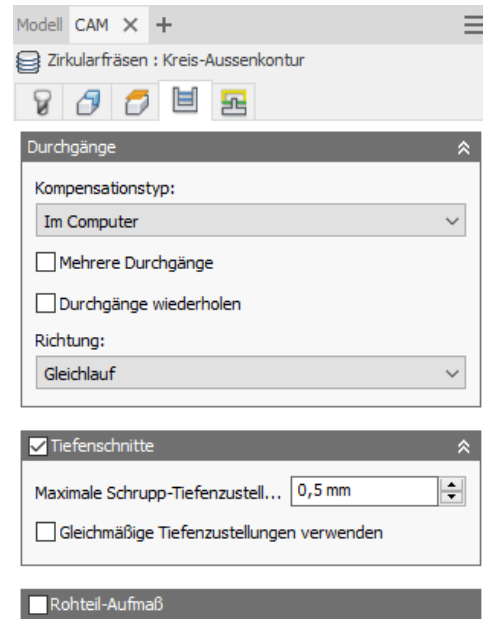 Modell CAM
Zirkularfräsen : Kreis-Aussenkontur
Durchgänge
Kompensationstyp:
Im Computer
Mehrere Durchgänge
Durchgänge wiederholen
Richtung:
Gleichlauf
Tiefenschnitte
Maximale Schrupp-Tiefenzustell... 0,5 mm
Gleichmäßige Tiefenzustellungen verwenden
Rohteil-Aufmaß